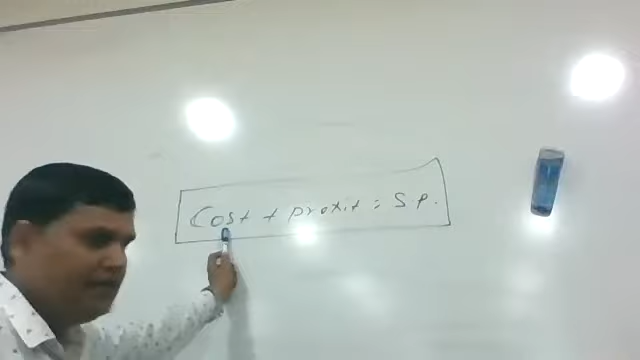 Cost + profit = S.P.